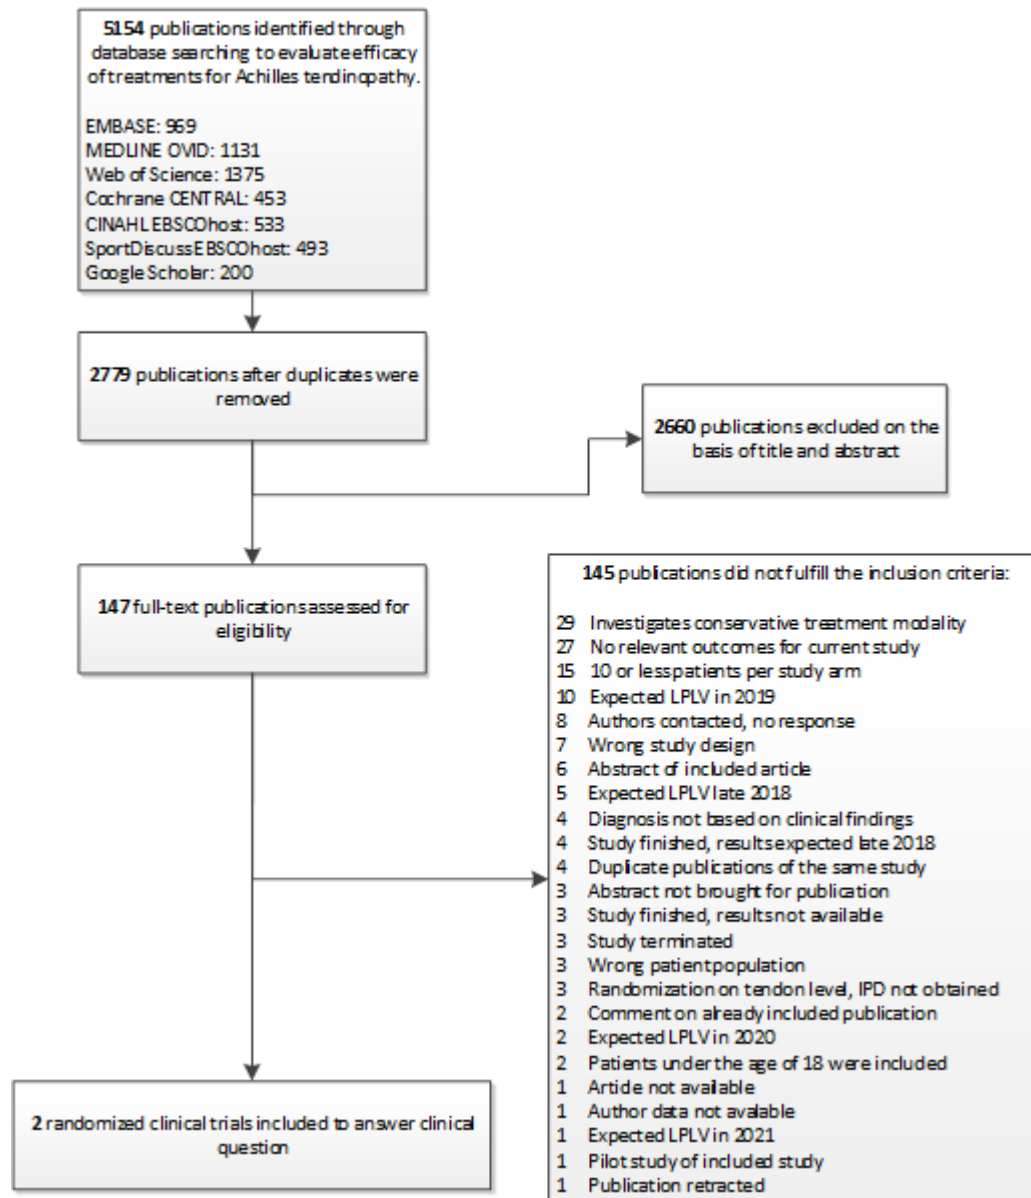 5154 publications identified through
database searching to evaluate efficacy
of treatments for Achilles tendinopathy.
EMBASE: 969
MEDLINE OVID: 1131
Web of Science: 1375
Cochrane CENTRAL: 453
CINAHL EBSCOhost: 533
SportDiscussEBSCOhost: 493
Google Scholar: 200
2779 publications after duplicates were
removed
2660 publications excluded on the
basis of title and abstract
147 full-text publications assessed for
eligibility
145 publications did not fulfill the inclusion criteria:
29 Investigates conservative treatment modality
27 No relevant outcomes for current study
15 10 or less patients per study arm
10 Expected LPLV in 2019
8 Authors contacted, no response
7 Wrong study design
6 Abstract of included article
5 Expected LPLV late 2018
4 Diagnosis not based on clinical findings
4 Study finished, results expected late 2018
4 Duplicate publications of the same study
3 Abstract not brought for publication
3 Study finished, results not available
3 Study terminated
3 Wrong patient population
3 Randomization on tendon level, IPD not obtained
2 Comment on already included publication
2 Expected LPLV in 2020
2 Patients under the age of 18 were included
1 Article not available
1 Author data not avalable
1 Expected LPLV in 2021
1 Pilot study of included study
1 Publication retracted
2 randomized clinical trials included to answer clinical
question